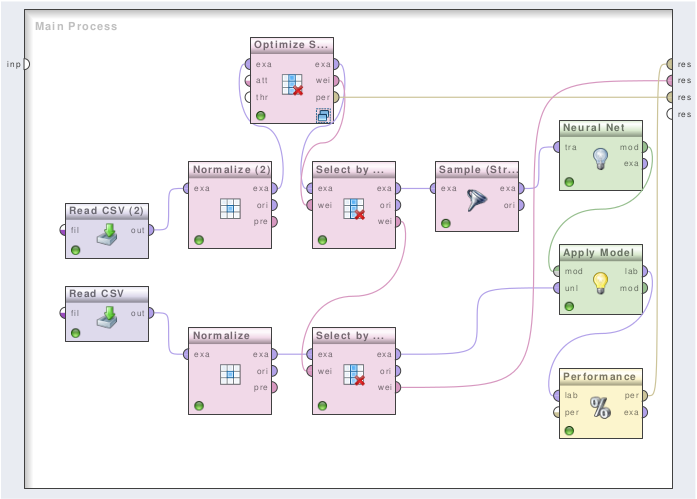 Main Process
inp
Optimize S...
exa exa
att wei
thr per
res
res
res
res
Neural Net
tra mod
exa
Normalize (2)
exa exa
ori
pre
Select by ...
exa exa
wei ori
wei
Sample (Str...
exa exa
ori
Read CSV (2)
fil out
Apply Model
mod lab
unl mod
Read CSV
fil out
Normalize
exa exa
ori
pre
Select by ...
exa exa
wei ori
wei
Performance
lab per
per exa
%